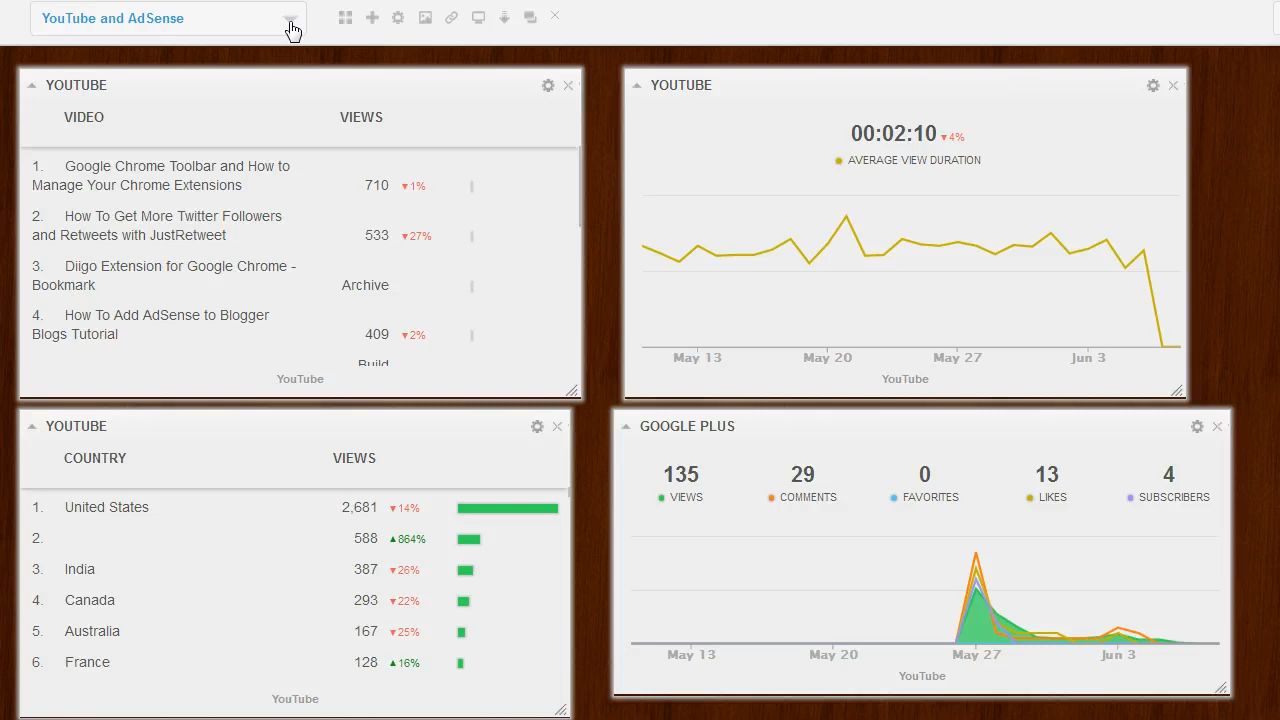 YouTube and AdSense
YOUTUBE
VIDEO VIEWS
1. Google Chrome Toolbar and How to
Manage Your Chrome Extensions 710 ▼1%
2. How To Get More Twitter Followers
and Retweets with JustRetweet 533 ▼27%
3. Diigo Extension for Google Chrome -
Bookmark Archive
4. How To Add AdSense to Blogger
Blogs Tutorial 409 ▼2%
Build
YouTube
YOUTUBE
00:02:10 ▼4%
AVERAGE VIEW DURATION
May 13 May 20 May 27 Jun 3
YouTube
YOUTUBE
COUNTRY VIEWS
1. United States 2,681 ▼14%
2. 588 ▲864%
3. India 387 ▼26%
4. Canada 293 ▼22%
5. Australia 167 ▼25%
6. France 128 ▲16%
YouTube
GOOGLE PLUS
135 29 0 13 4
VIEWS COMMENTS FAVORITES LIKES SUBSCRIBERS
May 13 May 20 May 27 Jun 3
YouTube